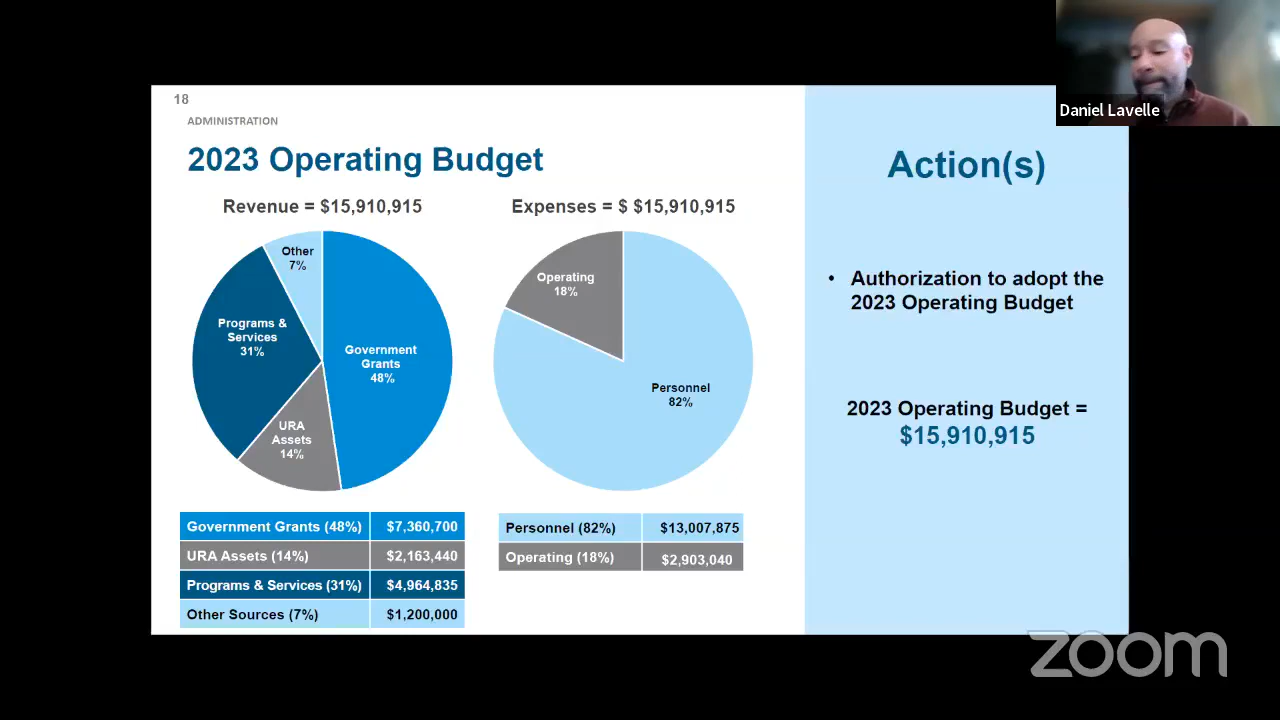 18
ADMINISTRATION
2023 Operating Budget
Revenue = $15,910,915
Other
7%
Programs &
Services
31%
Government
Grants
48%
URA
Assets
14%
Government Grants (48%) $7,360,700
URA Assets (14%) $2,163,440
Programs & Services (31%) $4,964,835
Other Sources (7%) $1,200,000
Expenses = $ $15,910,915
Operating
18%
Personnel
82%
Personnel (82%) $13,007,875
Operating (18%) $2,903,040
Action(s)
• Authorization to adopt the
2023 Operating Budget
2023 Operating Budget =
$15,910,915
Daniel Lavelle
zoom